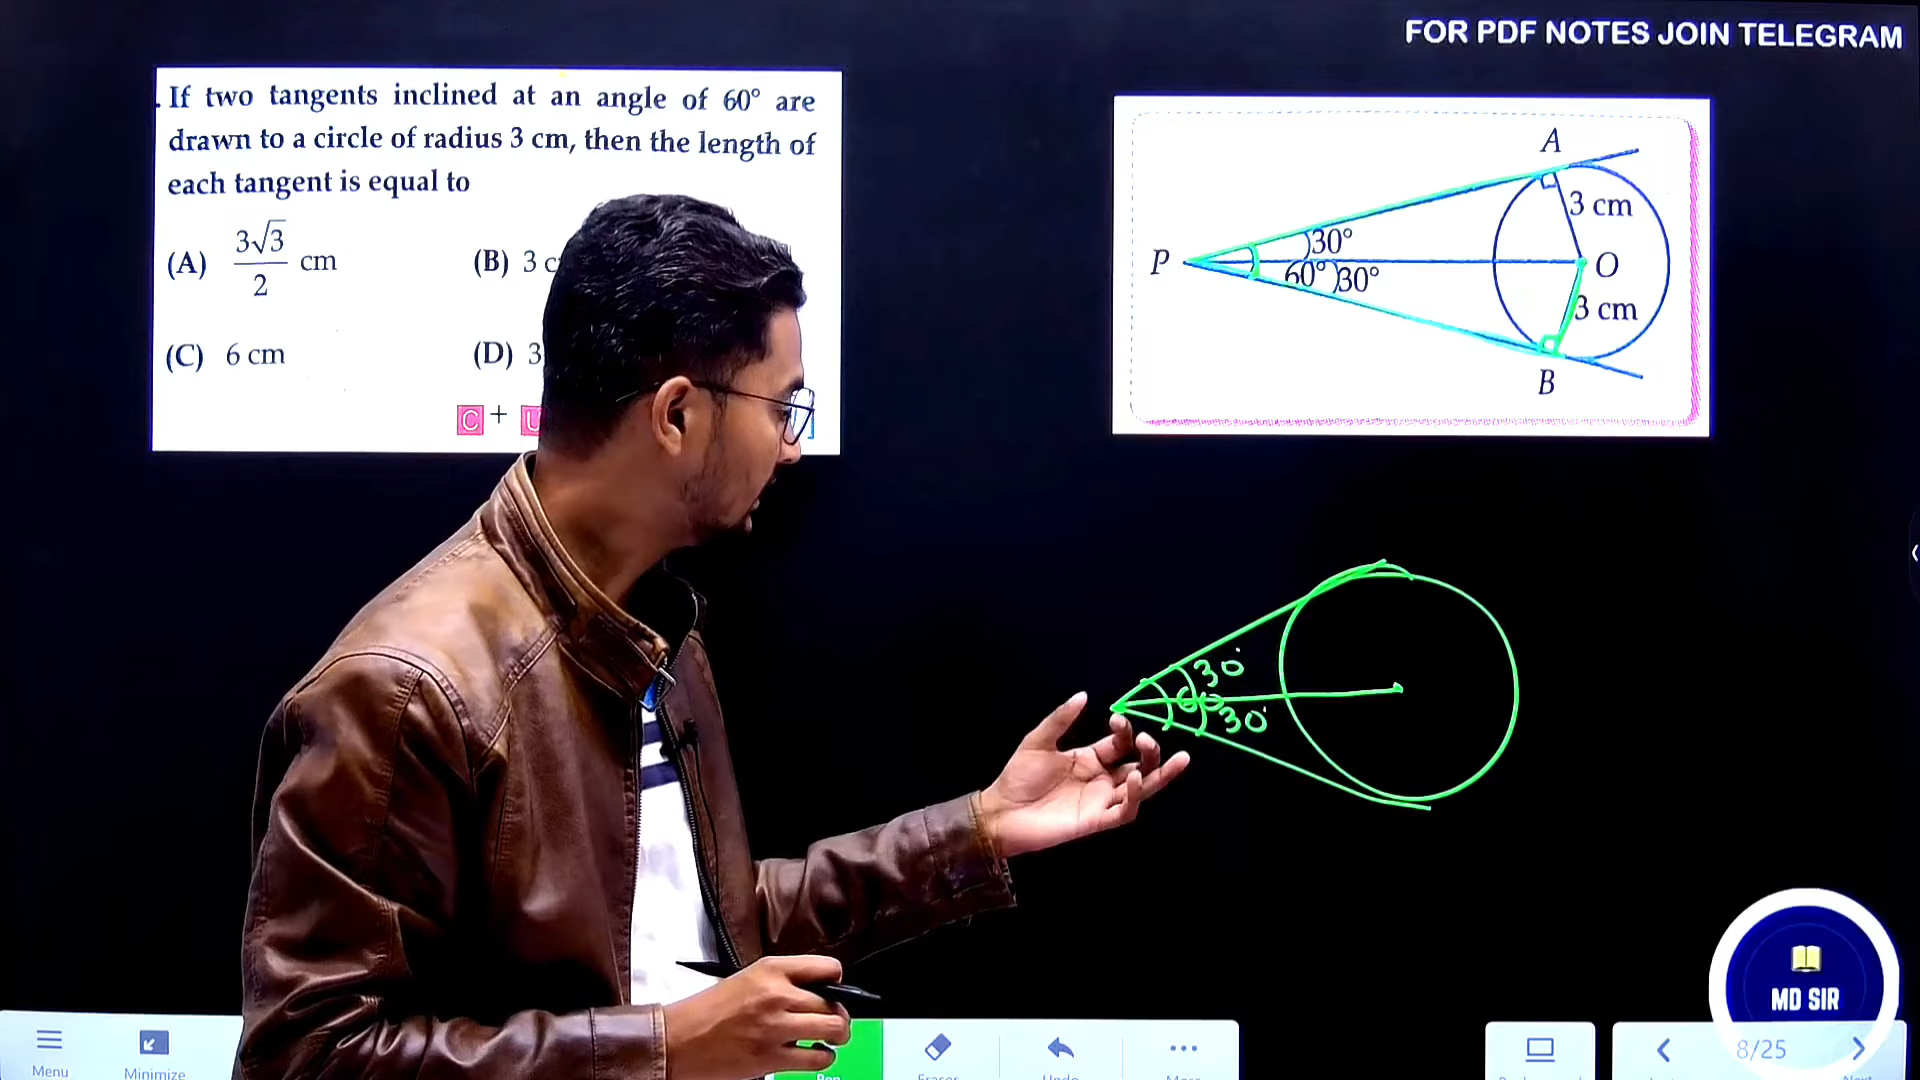 FOR PDF NOTES JOIN TELEGRAM
If two tangents inclined at an angle of 60° are
drawn to a circle of radius 3 cm, then the length of
each tangent is equal to
(A) 3√3/2 cm
(B) 3
(C) 6 cm
(D) 3
C + U
A
3 cm
30°
P
O
60°
30°
3 cm
B
30°
60
30°
MD SIR
Menu
Minimize
8/25